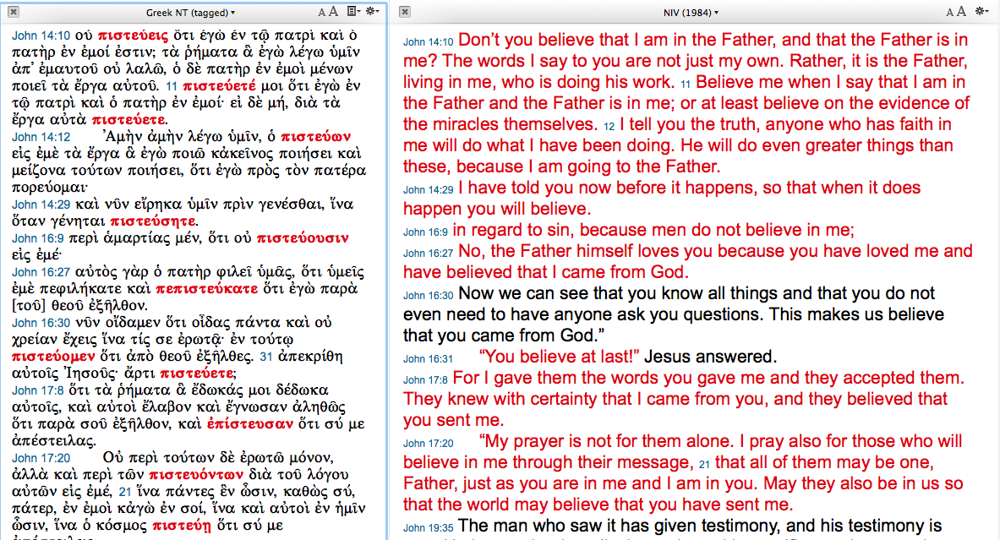 Greek NT (tagged) ▾
A A
John 14:10 οὐ πιστεύεις ὅτι ἐγὼ ἐν τῷ πατρὶ καὶ ὁ
πατὴρ ἐν ἐμοί ἐστιν; τὰ ῥήματα ἃ ἐγὼ λέγω ὑμῖν
ἀπ’ ἐμαυτοῦ οὐ λαλῶ, ὁ δὲ πατὴρ ἐν ἐμοὶ μένων
ποιεῖ τὰ ἔργα αὐτοῦ. 11 πιστεύετέ μοι ὅτι ἐγὼ ἐν
τῷ πατρὶ καὶ ὁ πατὴρ ἐν ἐμοί· εἰ δὲ μή, διὰ τὰ
ἔργα αὐτὰ πιστεύετε.
John 14:12 Ἀμὴν ἀμὴν λέγω ὑμῖν, ὁ πιστεύων
εἰς ἐμὲ τὰ ἔργα ἃ ἐγὼ ποιῶ κἀκεῖνος ποιήσει καὶ
μείζονα τούτων ποιήσει, ὅτι ἐγὼ πρὸς τὸν πατέρα
πορεύομαι·
John 14:29 καὶ νῦν εἴρηκα ὑμῖν πρὶν γενέσθαι, ἵνα
ὅταν γένηται πιστεύσητε.
John 16:9 περὶ ἁμαρτίας μέν, ὅτι οὐ πιστεύουσιν
εἰς ἐμέ·
John 16:27 αὐτὸς γὰρ ὁ πατὴρ φιλεῖ ὑμᾶς, ὅτι ὑμεῖς
ἐμὲ πεφιλήκατε καὶ πεπιστεύκατε ὅτι ἐγὼ παρὰ
[τοῦ] θεοῦ ἐξῆλθον.
John 16:30 νῦν οἴδαμεν ὅτι οἶδας πάντα καὶ οὐ
χρείαν ἔχεις ἵνα τίς σε ἐρωτᾷ· ἐν τούτῳ
πιστεύομεν ὅτι ἀπὸ θεοῦ ἐξῆλθες. 31 ἀπεκρίθη
αὐτοῖς Ἰησοῦς· ἄρτι πιστεύετε;
John 17:8 ὅτι τὰ ῥήματα ἃ ἔδωκάς μοι δέδωκα
αὐτοῖς, καὶ αὐτοὶ ἔλαβον καὶ ἔγνωσαν ἀληθῶς
ὅτι παρὰ σοῦ ἐξῆλθον, καὶ ἐπίστευσαν ὅτι σύ με
ἀπέστειλας.
John 17:20 Οὐ περὶ τούτων δὲ ἐρωτῶ μόνον,
ἀλλὰ καὶ περὶ τῶν πιστευόντων διὰ τοῦ λόγου
αὐτῶν εἰς ἐμέ, 21 ἵνα πάντες ἓν ὦσιν, καθὼς σύ,
πάτερ, ἐν ἐμοὶ κἀγὼ ἐν σοί, ἵνα καὶ αὐτοὶ ἐν ἡμῖν
ὦσιν, ἵνα ὁ κόσμος πιστεύῃ ὅτι σύ με
NIV (1984) ▾
A A
John 14:10 Don’t you believe that I am in the Father, and that the Father is in
me? The words I say to you are not just my own. Rather, it is the Father,
living in me, who is doing his work. 11 Believe me when I say that I am in
the Father and the Father is in me; or at least believe on the evidence of
the miracles themselves. 12 I tell you the truth, anyone who has faith in
me will do what I have been doing. He will do even greater things than
these, because I am going to the Father.
John 14:29 I have told you now before it happens, so that when it does
happen you will believe.
John 16:9 in regard to sin, because men do not believe in me;
John 16:27 No, the Father himself loves you because you have loved me and
have believed that I came from God.
John 16:30 Now we can see that you know all things and that you do not
even need to have anyone ask you questions. This makes us believe
that you came from God.”
John 16:31 “You believe at last!” Jesus answered.
John 17:8 For I gave them the words you gave me and they accepted them.
They knew with certainty that I came from you, and they believed that
you sent me.
John 17:20 “My prayer is not for them alone. I pray also for those who will
believe in me through their message, 21 that all of them may be one,
Father, just as you are in me and I am in you. May they also be in us so
that the world may believe that you have sent me.
John 19:35 The man who saw it has given testimony, and his testimony is